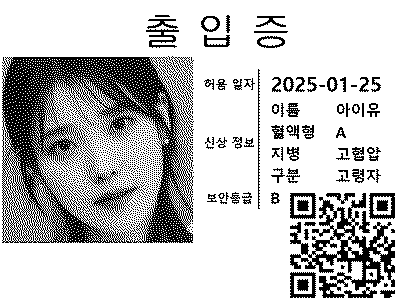 출 입 증
허용 일자 2025-01-25
이름 아이유
혈액형 A
신상 정보
지병 고혈압
구분 고령자
보안등급 B